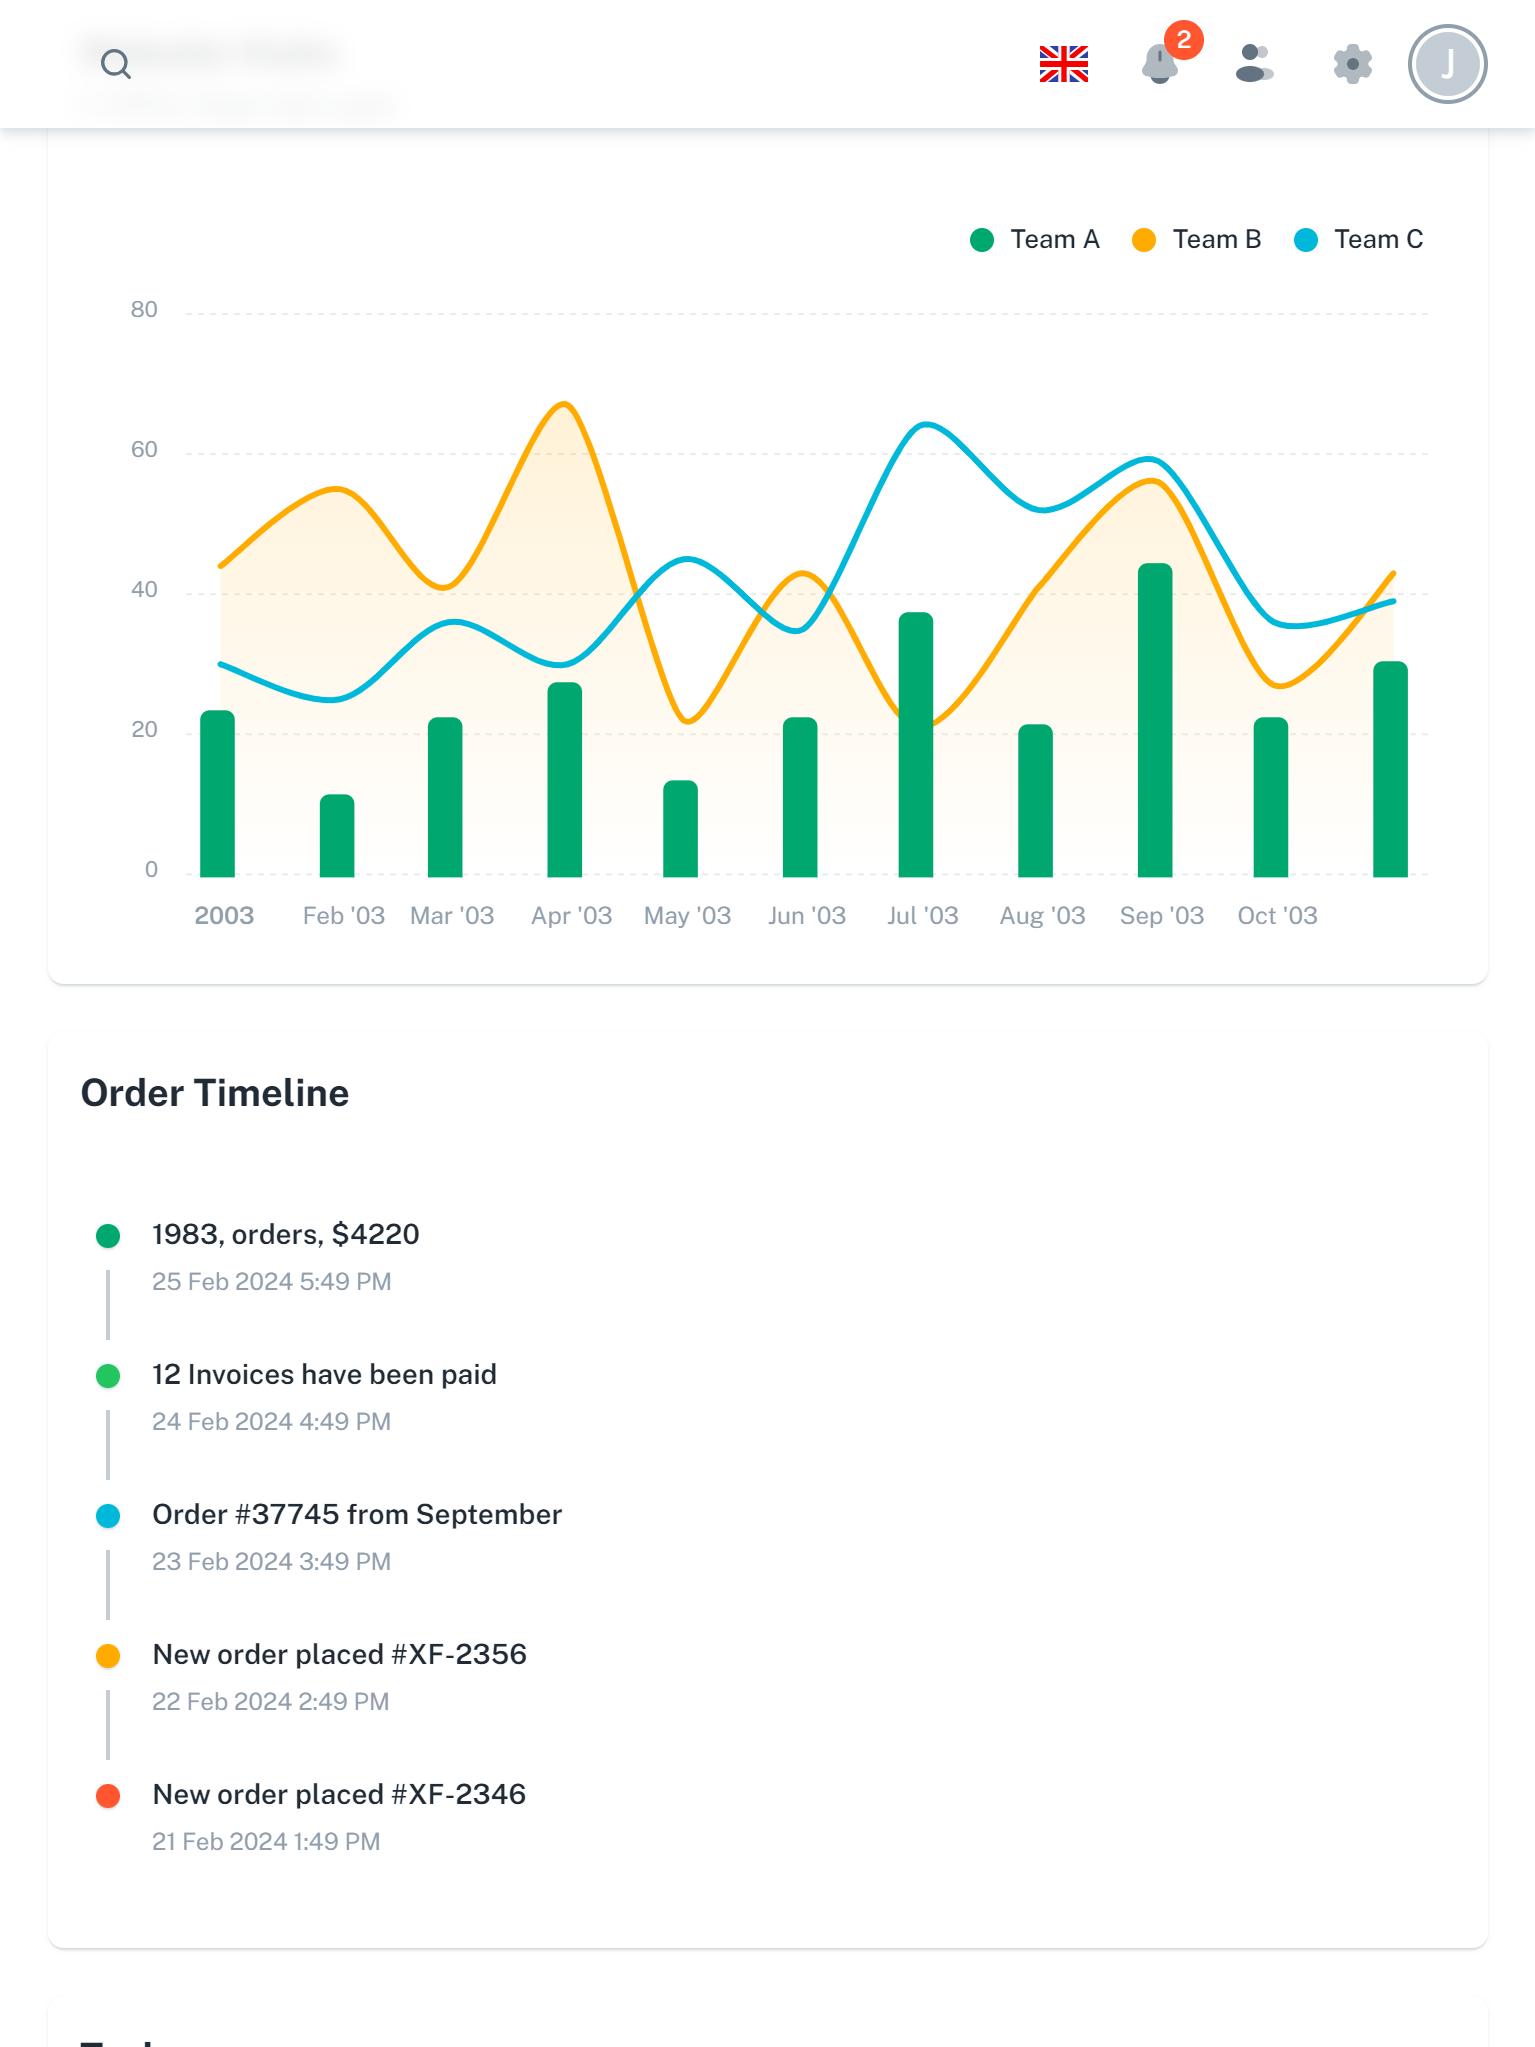 2
J
Team A Team B Team C
80
60
40
20
0
2003 Feb '03 Mar '03 Apr '03 May '03 Jun '03 Jul '03 Aug '03 Sep '03 Oct '03
Order Timeline
1983, orders, $4220
25 Feb 2024 5:49 PM
12 Invoices have been paid
24 Feb 2024 4:49 PM
Order #37745 from September
23 Feb 2024 3:49 PM
New order placed #XF-2356
22 Feb 2024 2:49 PM
New order placed #XF-2346
21 Feb 2024 1:49 PM